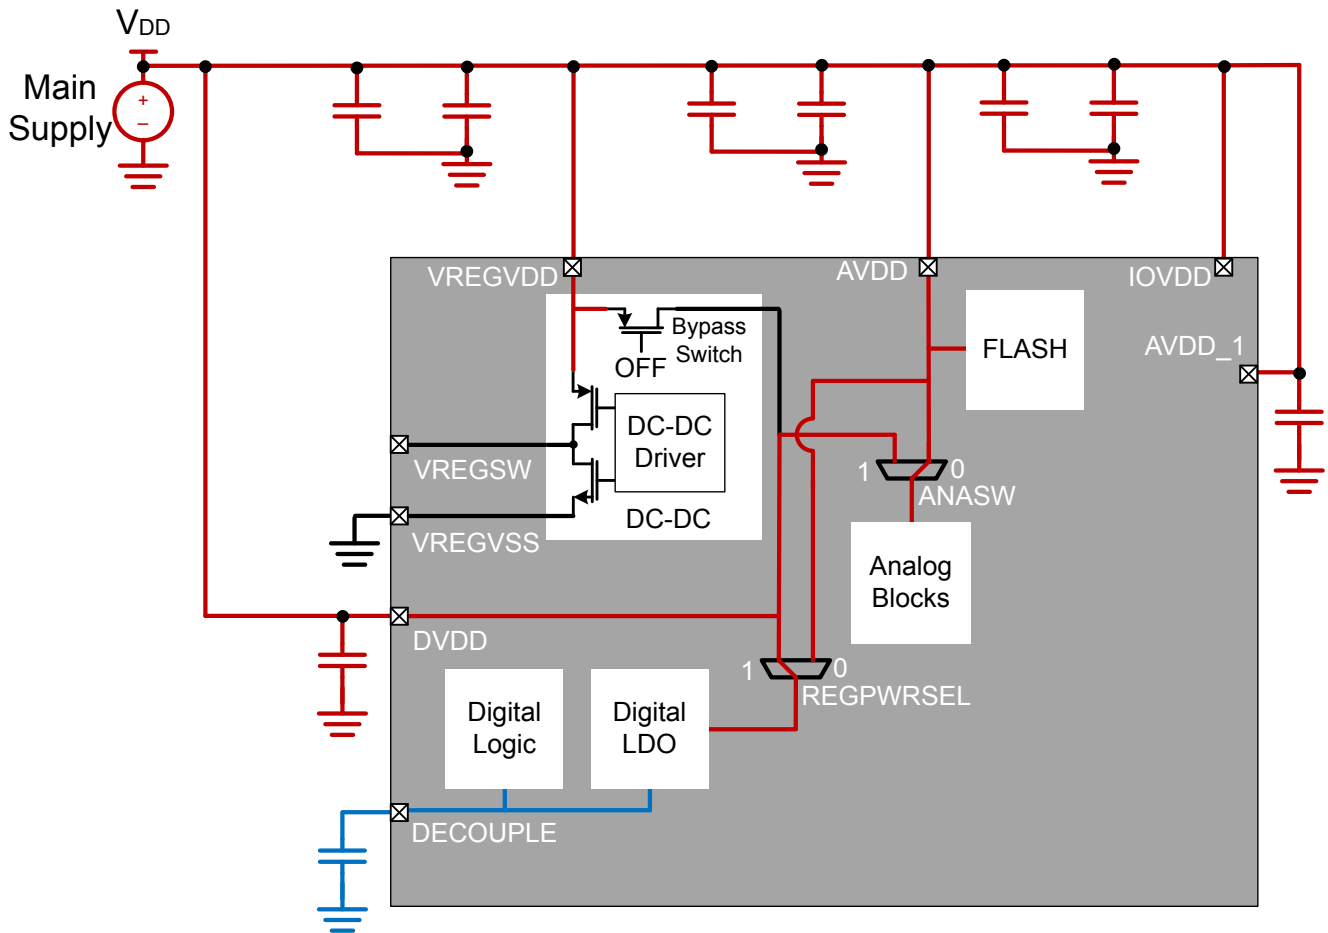 VDD
Main
Supply
+
−
VREGVDD
AVDD
IOVDD
Bypass
Switch
OFF
FLASH
AVDD_1
DC-DC
Driver
VREGSW
1
0
ANASW
DC-DC
VREGVSS
Analog
Blocks
DVDD
1
0
REGPWRSEL
Digital
Logic
Digital
LDO
DECOUPLE